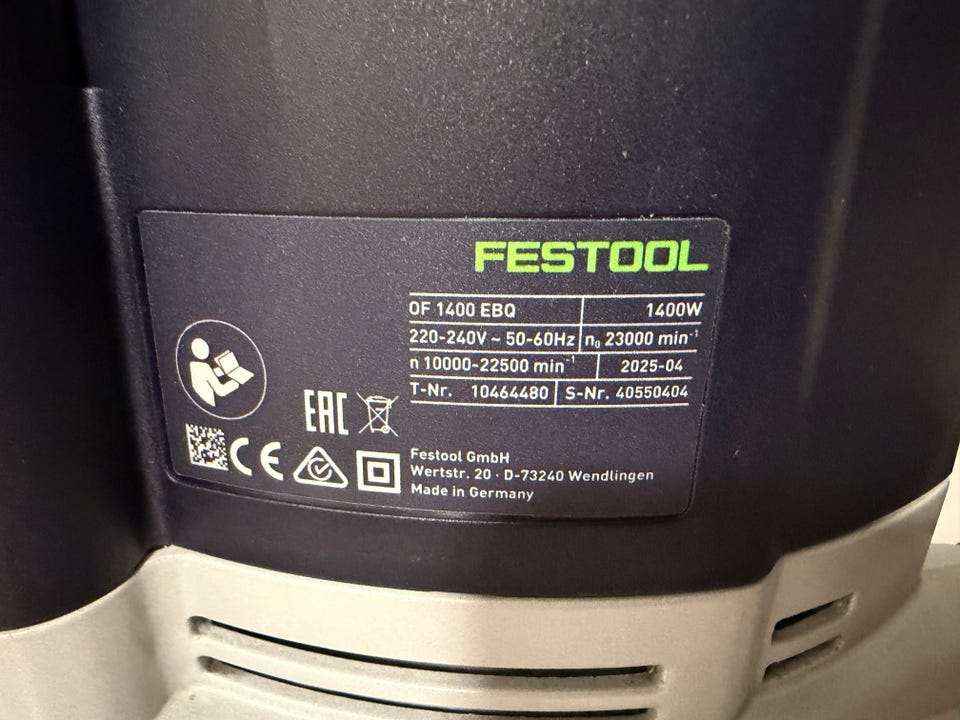 FESTOOL
OF 1400 EBQ 1400W
220-240V ~ 50-60Hz n₀ 23000 min⁻¹
n 10000-22500 min⁻¹ 2025-04
T-Nr. 10464480 S-Nr. 40550404
EAC
CE
Festool GmbH
Wertstr. 20 · D-73240 Wendlingen
Made in Germany